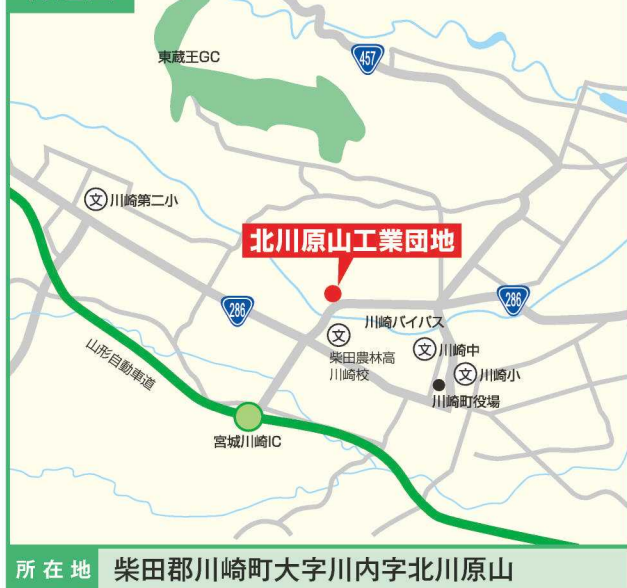 東蔵王GC
457
文 川崎第二小
北川原山工業団地
286
286
川崎バイパス
文
柴田農林高
川崎校
文 川崎中
文 川崎小
川崎町役場
山形自動車道
宮城川崎IC
所在地 柴田郡川崎町大字川内字北川原山